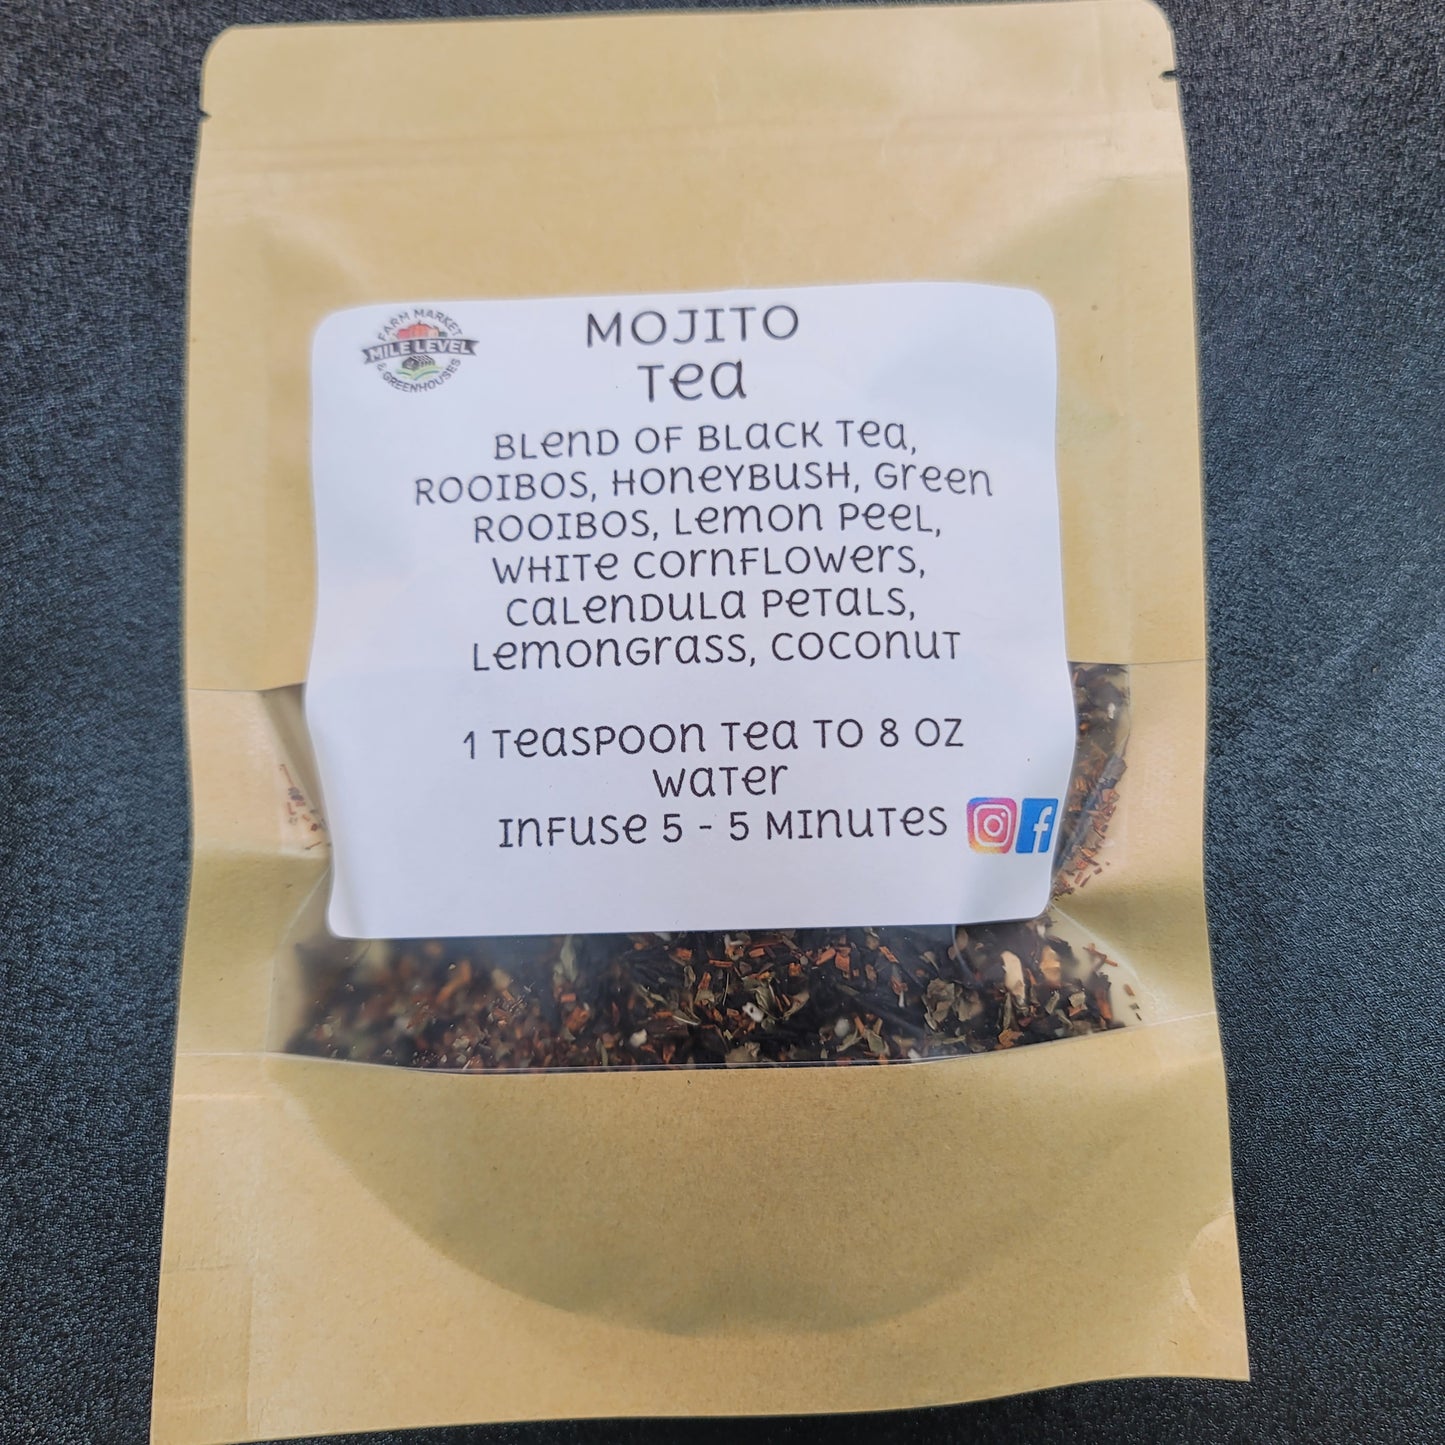 FARM MARKET
MILE LEVEL
& GREENHOUSES
MOJITO
Tea
Blend of Black Tea,
Rooibos, Honeybush, Green
Rooibos, Lemon Peel,
White Cornflowers,
Calendula Petals,
Lemongrass, Coconut
1 Teaspoon Tea to 8 oz
Water
Infuse 5 - 5 Minutes